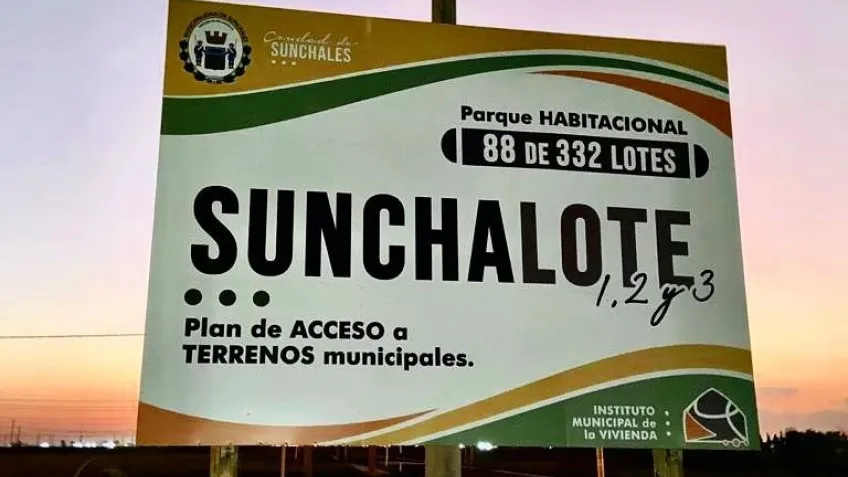 Ciudad de
SUNCHALES
Parque HABITACIONAL
88 DE 332 LOTES
SUNCHALOTE
1, 2 y 3
Plan de ACCESO a
TERRENOS municipales.
INSTITUTO
MUNICIPAL de
la VIVIENDA